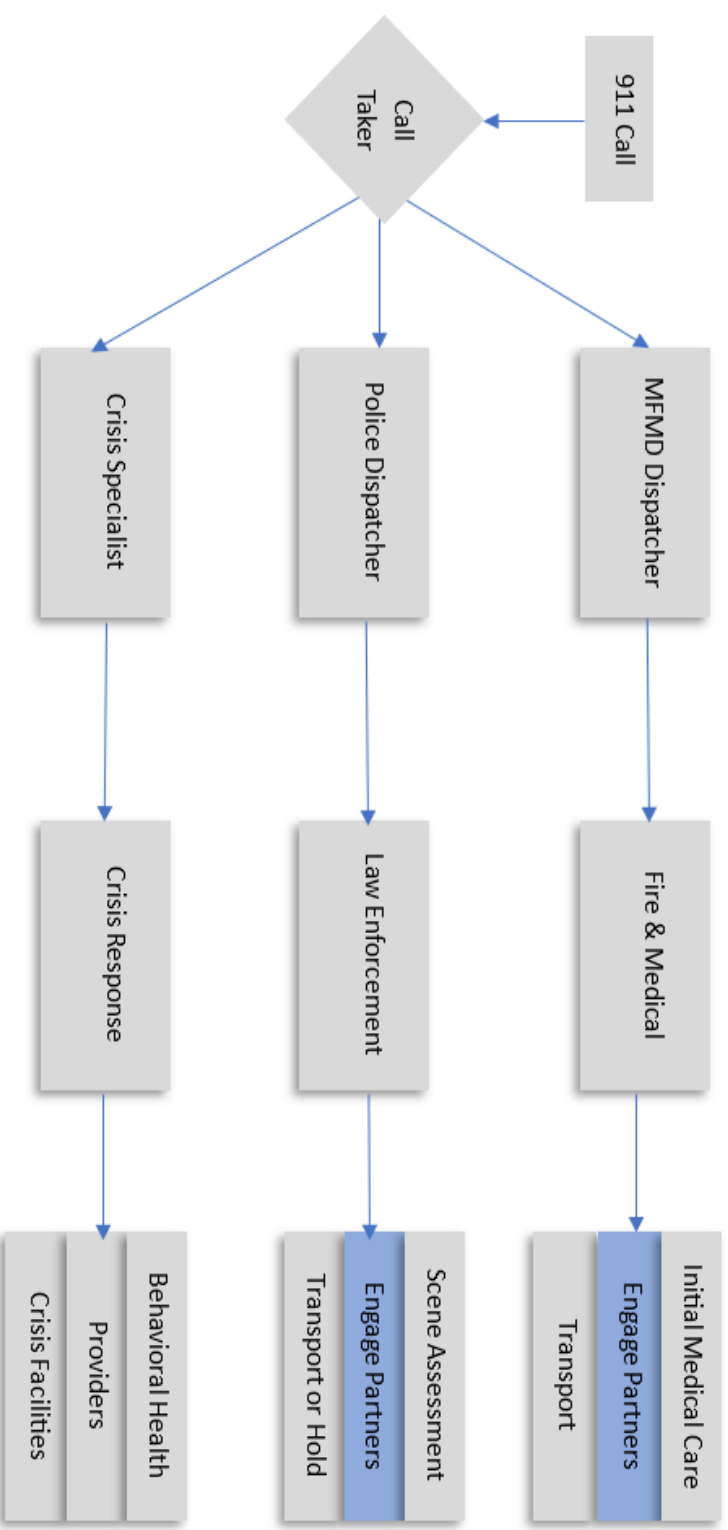 911 Call
Call
Taker
MFMD Dispatcher
Police Dispatcher
Crisis Specialist
Fire & Medical
Law Enforcement
Crisis Response
Initial Medical Care
Engage Partners
Transport
Scene Assessment
Engage Partners
Transport or Hold
Behavioral Health
Providers
Crisis Facilities